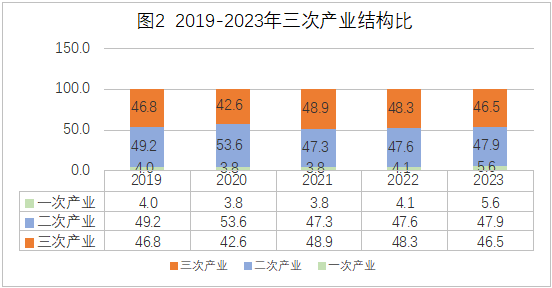 图2 2019-2023年三次产业结构比
150.0
100.0
50.0
0.0
46.8 42.6 48.9 48.3 46.5
49.2 53.6 47.3 47.6 47.9
4.0 3.8 3.8 4.1 5.6
2019 2020 2021 2022 2023
一次产业 4.0 3.8 3.8 4.1 5.6
二次产业 49.2 53.6 47.3 47.6 47.9
三次产业 46.8 42.6 48.9 48.3 46.5
三次产业 二次产业 一次产业